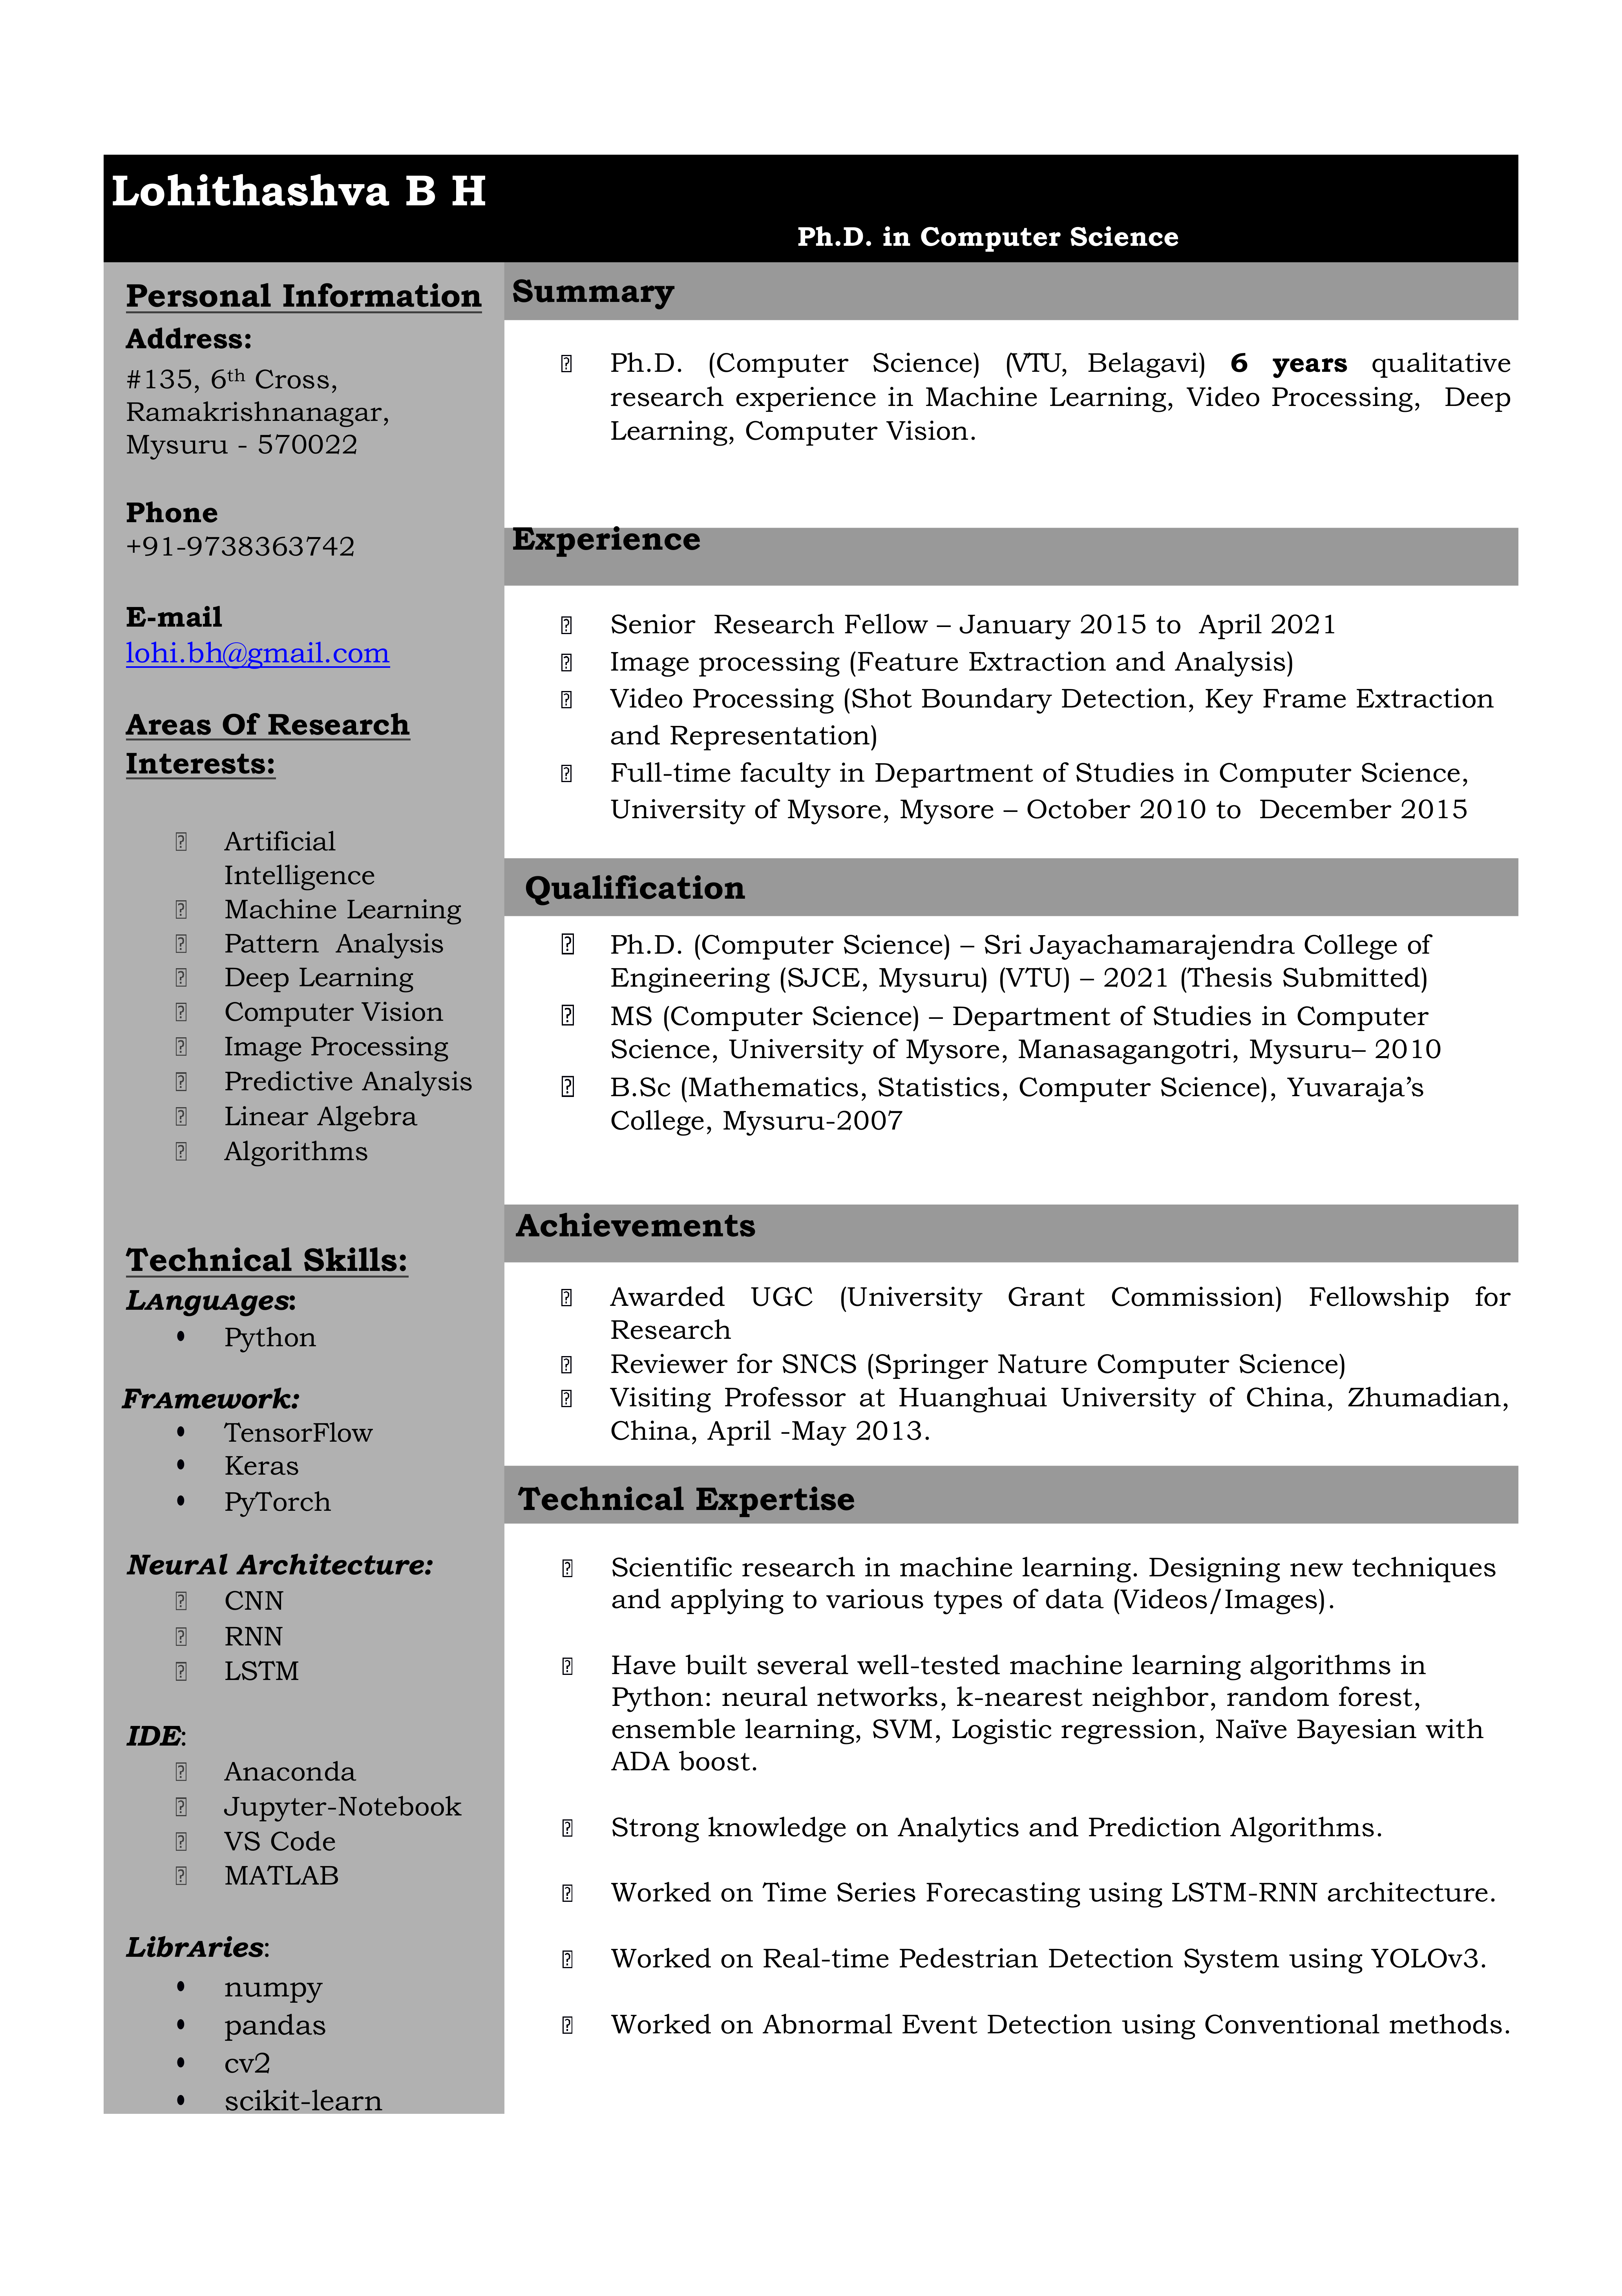 Lohithashva B H
Ph.D. in Computer Science
Personal Information
Address:
#135, 6th Cross,
Ramakrishnanagar,
Mysuru - 570022
Phone
+91-9738363742
E-mail
lohi.bh@gmail.com
Areas Of Research
Interests:
Artificial
Intelligence
Machine Learning
Pattern Analysis
Deep Learning
Computer Vision
Image Processing
Predictive Analysis
Linear Algebra
Algorithms
Technical Skills:
LAnguAges:
• Python
FrAmework:
• TensorFlow
• Keras
• PyTorch
NeurAl Architecture:
CNN
RNN
LSTM
IDE:
Anaconda
Jupyter-Notebook
VS Code
MATLAB
LibrAries:
• numpy
• pandas
• cv2
• scikit-learn
Summary
Ph.D. (Computer Science) (VTU, Belagavi) 6 years qualitative
research experience in Machine Learning, Video Processing, Deep
Learning, Computer Vision.
Experience
Senior Research Fellow – January 2015 to April 2021
Image processing (Feature Extraction and Analysis)
Video Processing (Shot Boundary Detection, Key Frame Extraction
and Representation)
Full-time faculty in Department of Studies in Computer Science,
University of Mysore, Mysore – October 2010 to December 2015
Qualification
Ph.D. (Computer Science) – Sri Jayachamarajendra College of
Engineering (SJCE, Mysuru) (VTU) – 2021 (Thesis Submitted)
MS (Computer Science) – Department of Studies in Computer
Science, University of Mysore, Manasagangotri, Mysuru– 2010
B.Sc (Mathematics, Statistics, Computer Science), Yuvaraja’s
College, Mysuru-2007
Achievements
Awarded UGC (University Grant Commission) Fellowship for
Research
Reviewer for SNCS (Springer Nature Computer Science)
Visiting Professor at Huanghuai University of China, Zhumadian,
China, April -May 2013.
Technical Expertise
Scientific research in machine learning. Designing new techniques
and applying to various types of data (Videos/Images).
Have built several well-tested machine learning algorithms in
Python: neural networks, k-nearest neighbor, random forest,
ensemble learning, SVM, Logistic regression, Naïve Bayesian with
ADA boost.
Strong knowledge on Analytics and Prediction Algorithms.
Worked on Time Series Forecasting using LSTM-RNN architecture.
Worked on Real-time Pedestrian Detection System using YOLOv3.
Worked on Abnormal Event Detection using Conventional methods.